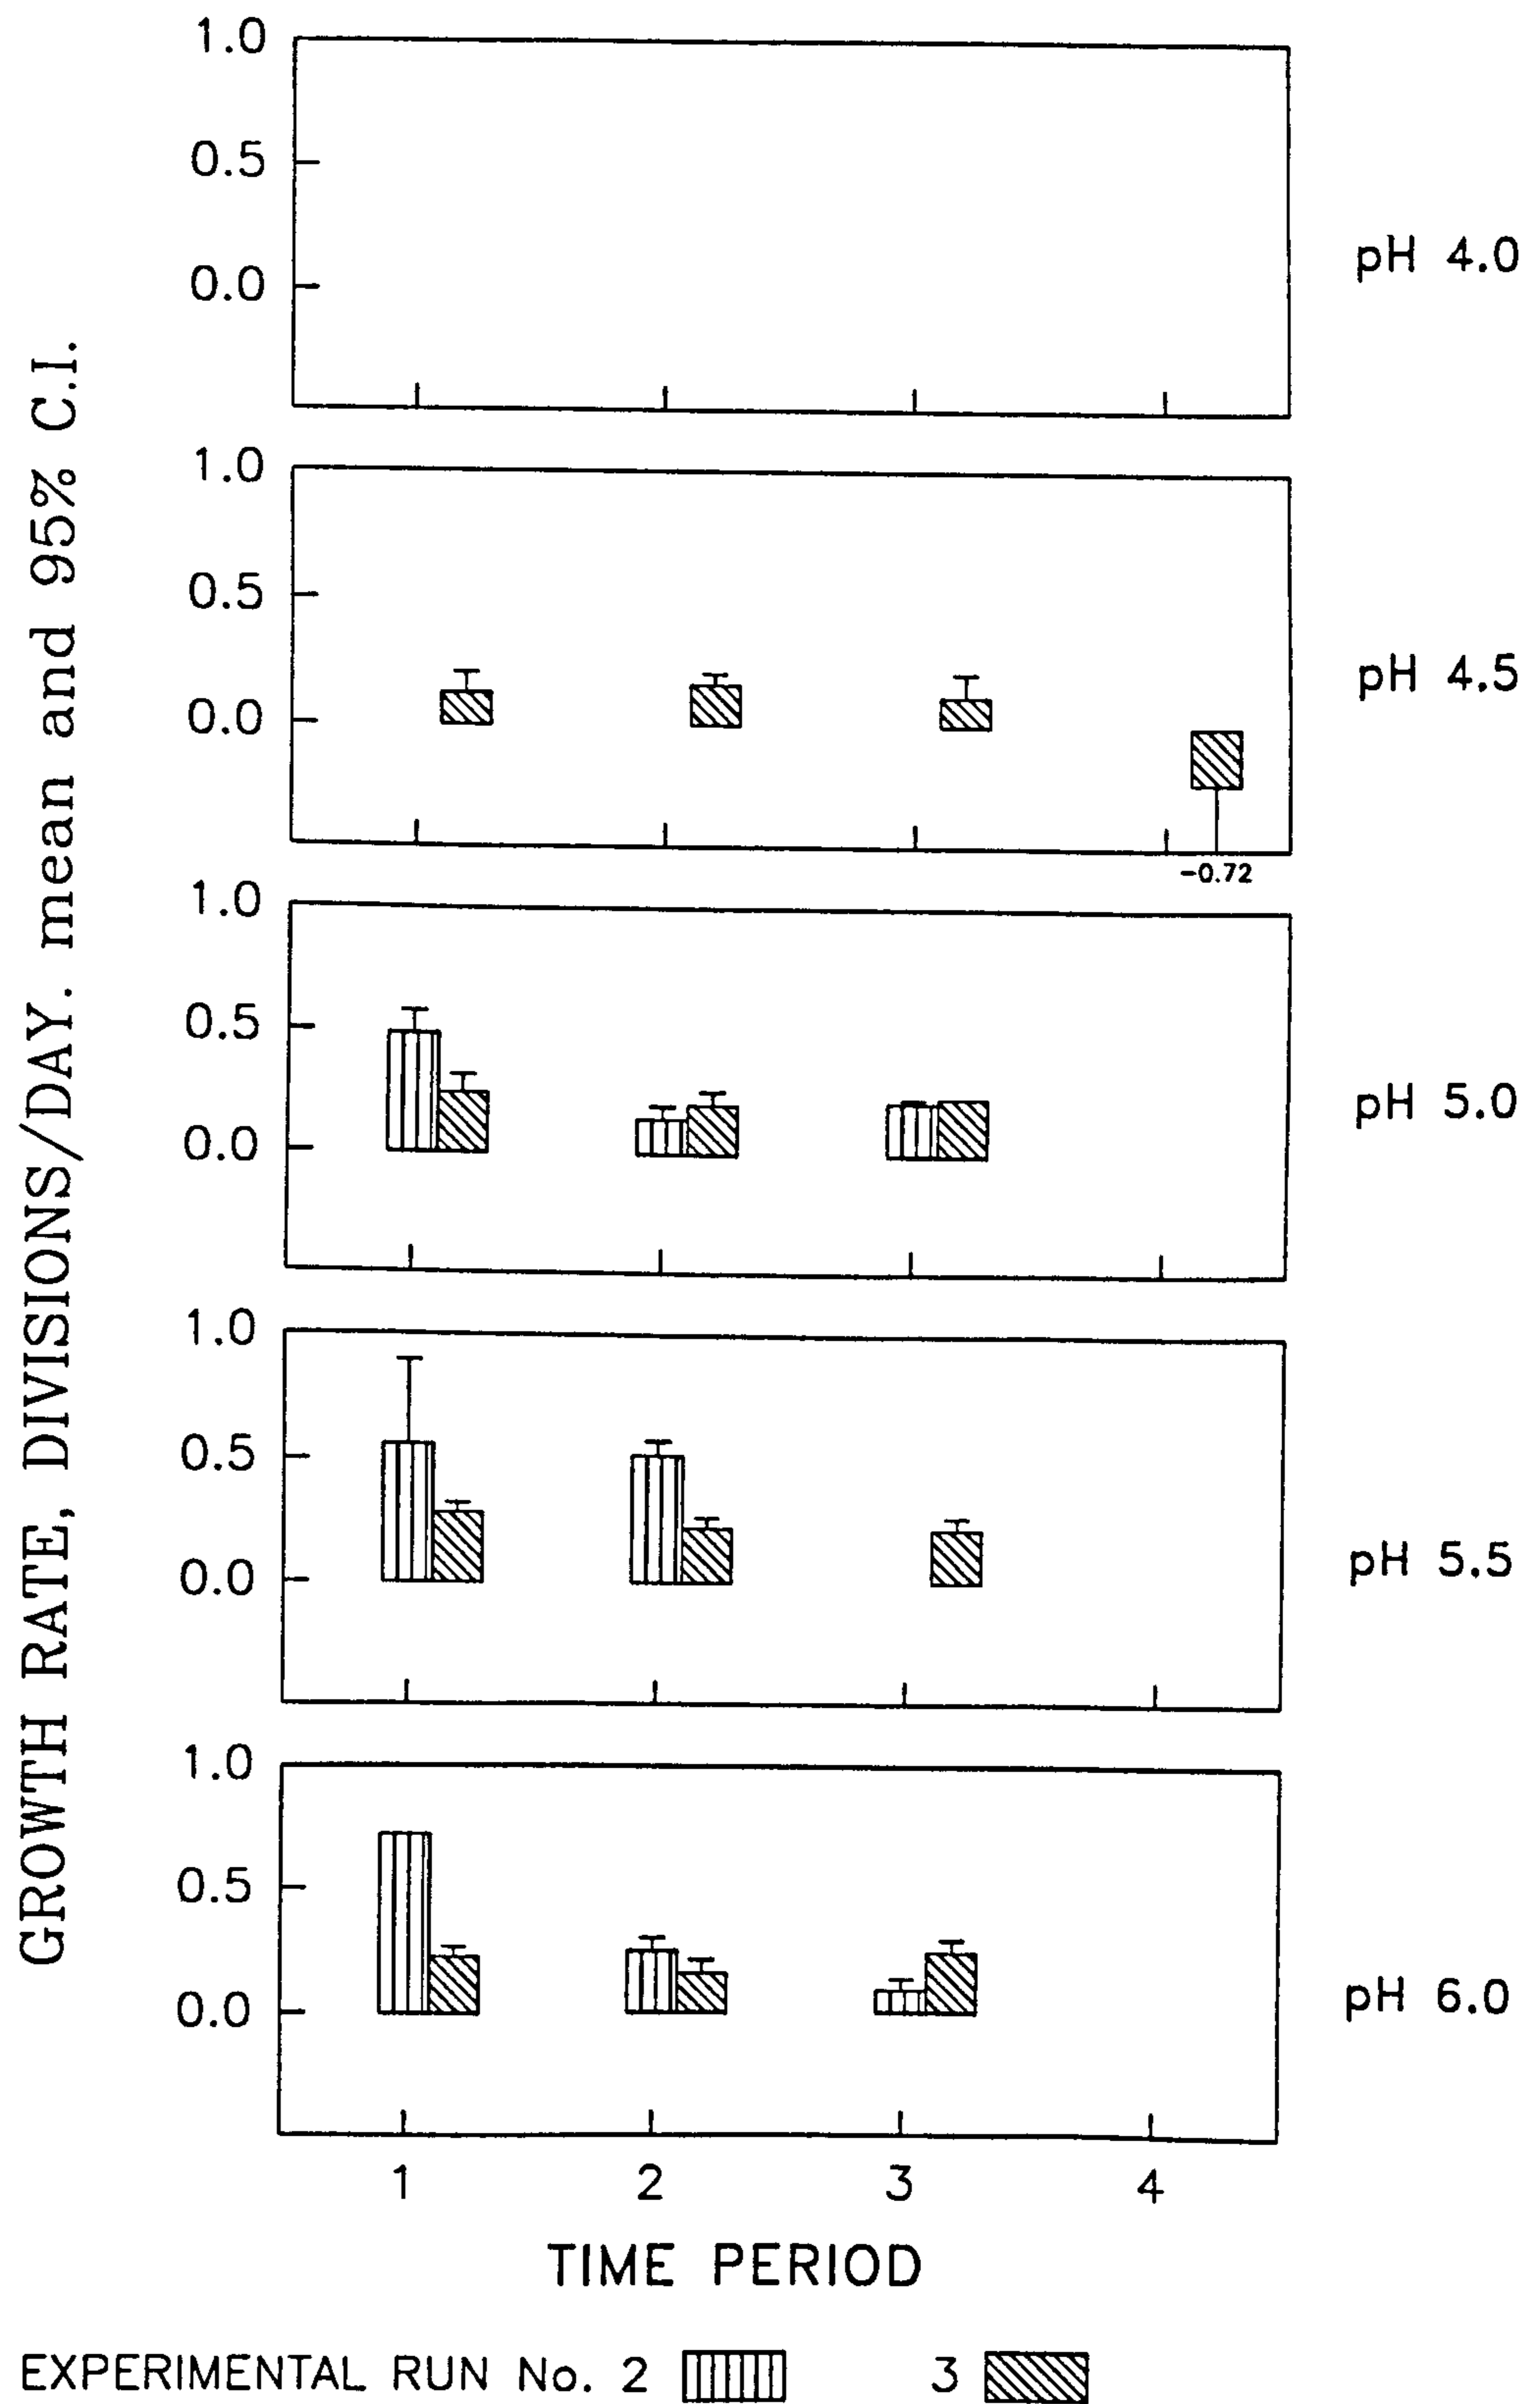 GROWTH RATE, DIVISIONS/DAY. mean and 95% C.I.
1.0
0.5
0.0
pH 4.0
1.0
0.5
0.0
pH 4.5
-0.72
1.0
0.5
0.0
pH 5.0
1.0
0.5
0.0
pH 5.5
1.0
0.5
0.0
pH 6.0
1 2 3 4
TIME PERIOD
EXPERIMENTAL RUN No. 2 3